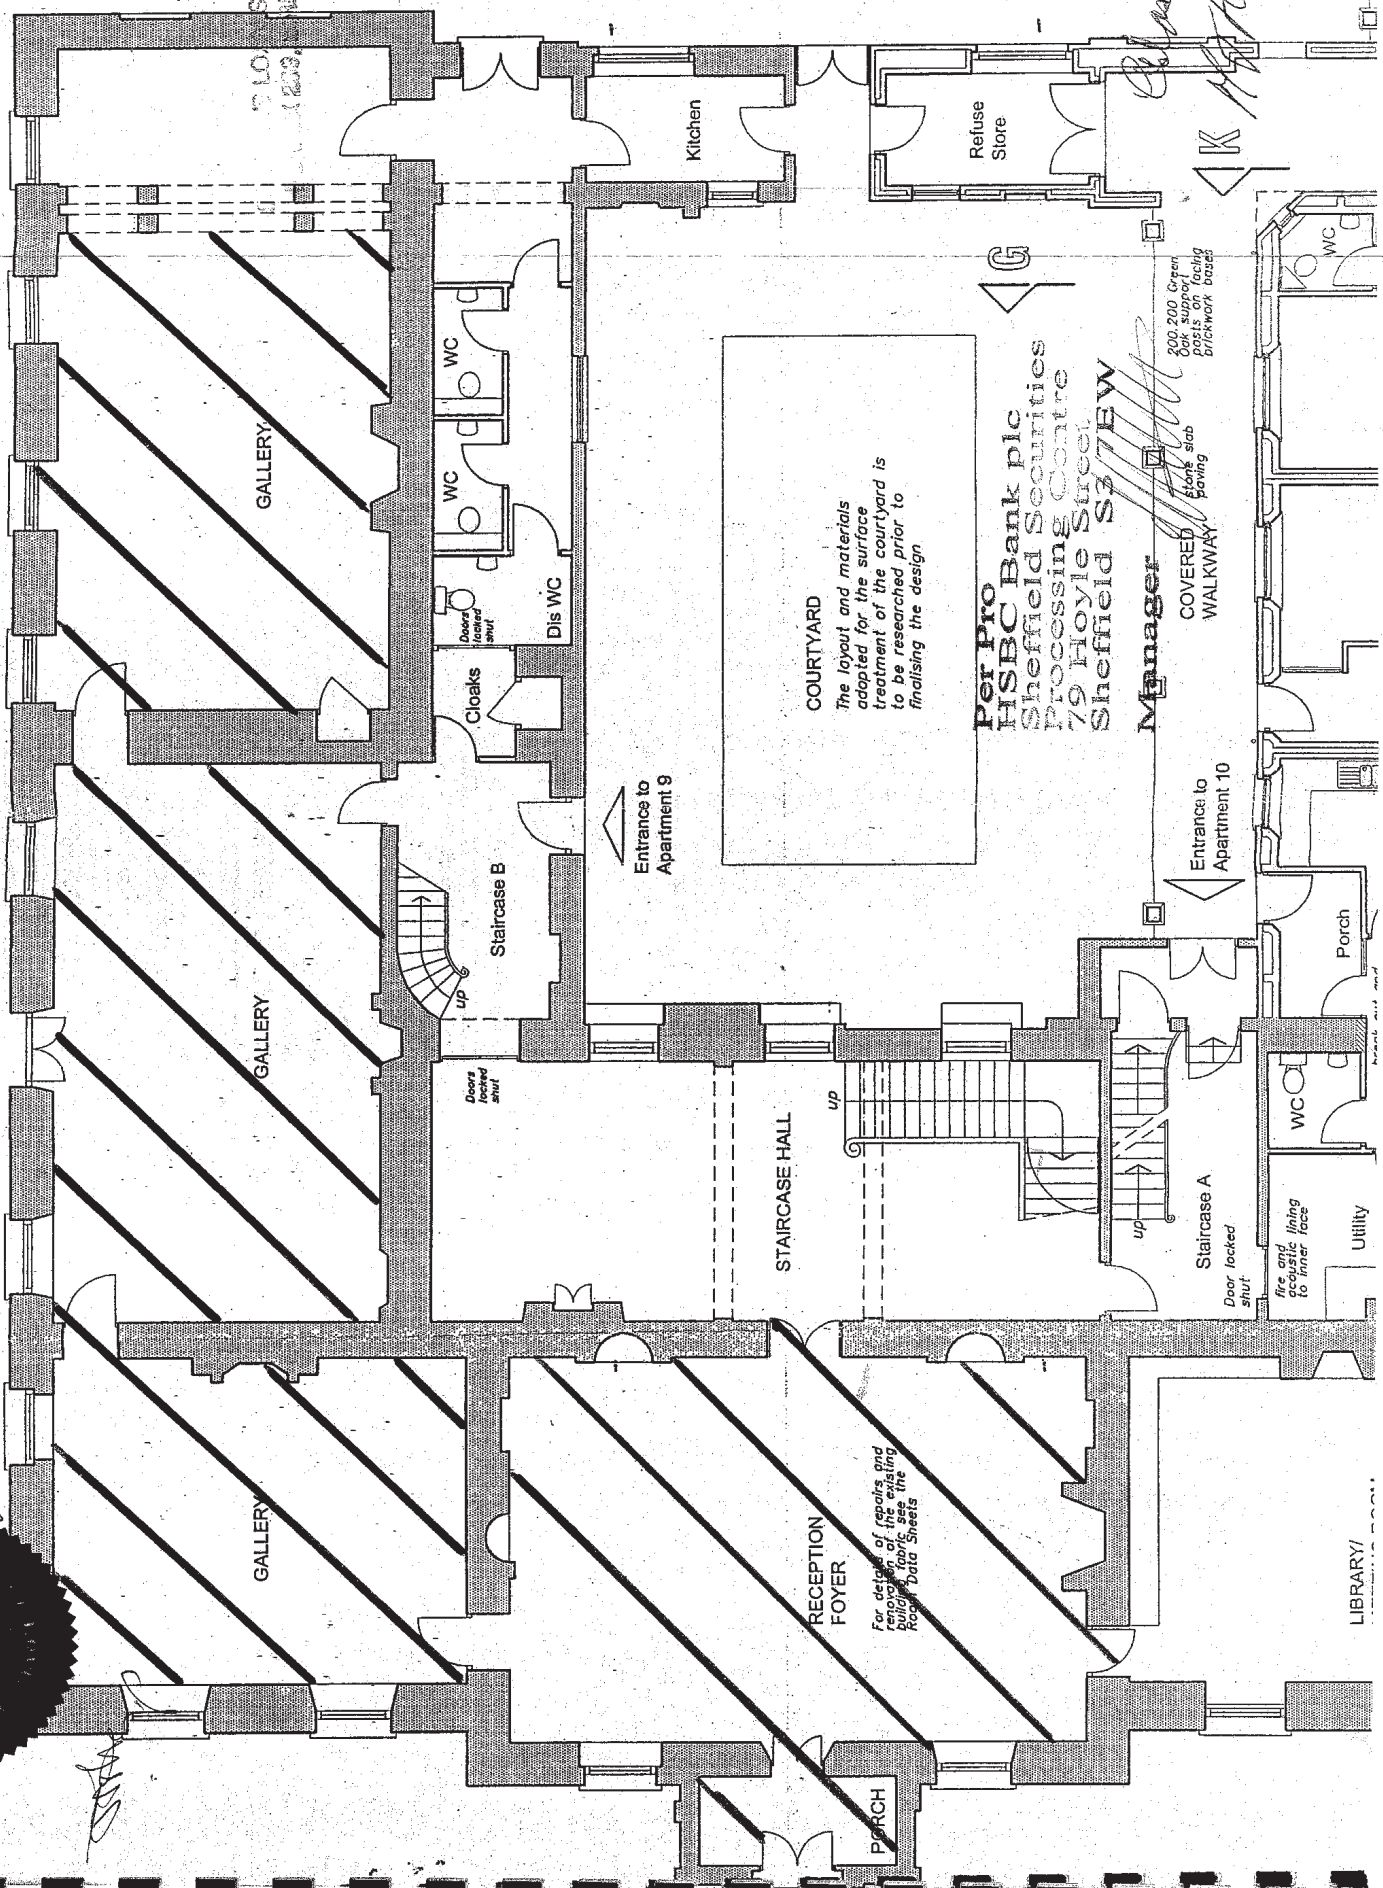 Kitchen
Refuse
Store
K
G
WC
200.200 Green
Oak support
posts on facing
brickwork bases
GALLERY
WC
WC
Doors
locked
shut
Dis WC
Cloaks
COURTYARD
The layout and materials
adopted for the surface
treatment of the courtyard is
to be researched prior to
finalising the design
Per Pro
HSBC Bank plc
Sheffield Securities
Processing Centre
79 Hoyle Street
Sheffield S3 7EW
Manager
stone slab
paving
COVERED
WALKWAY
Entrance to
Apartment 9
Entrance to
Apartment 10
Staircase B
up
GALLERY
Porch
break out and
Doors
locked
shut
STAIRCASE HALL
up
up
Staircase A
Door locked
shut
WC
fire and
acoustic lining
to inner face
Utility
GALLERY
RECEPTION
FOYER
For details of repairs and
renovation of the existing
building fabric see the
Room Data Sheets
PORCH
LIBRARY/